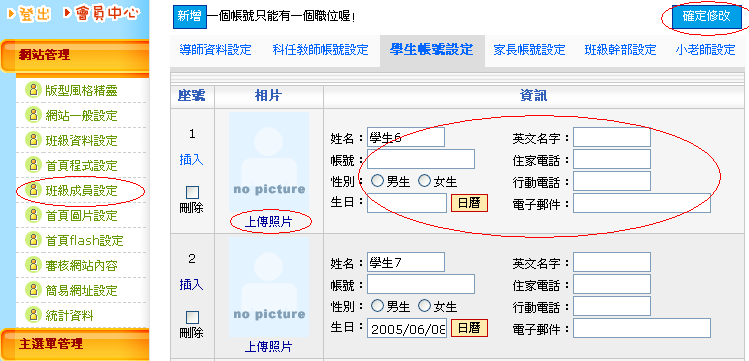 登出 會員中心
網站管理
版型風格精靈
網站一般設定
班級資料設定
首頁程式設定
班級成員設定
首頁圖片設定
首頁flash設定
審核網站內容
簡易網址設定
統計資料
主選單管理
新增 一個帳號只能有一個職位喔! 確定修改
導師資料設定 科任教師帳號設定 學生帳號設定 家長帳號設定 班級幹部設定 小老師設定
座號 相片 資訊
1
插入
刪除
no picture
上傳照片
姓名：學生6 英文名字：
帳號： 住家電話：
性別：男生 女生 行動電話：
生日： 日曆 電子郵件：
2
插入
刪除
no picture
上傳照片
姓名：學生7 英文名字：
帳號： 住家電話：
性別：男生 女生 行動電話：
生日：2005/06/08 日曆 電子郵件：